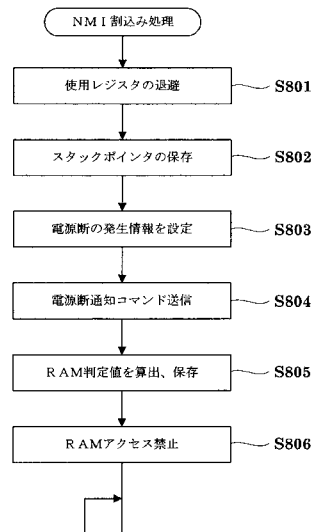 NMI割込み処理
使用レジスタの退避
S801
スタックポインタの保存
S802
電源断の発生情報を設定
S803
電源断通知コマンド送信
S804
RAM判定値を算出、保存
S805
RAMアクセス禁止
S806